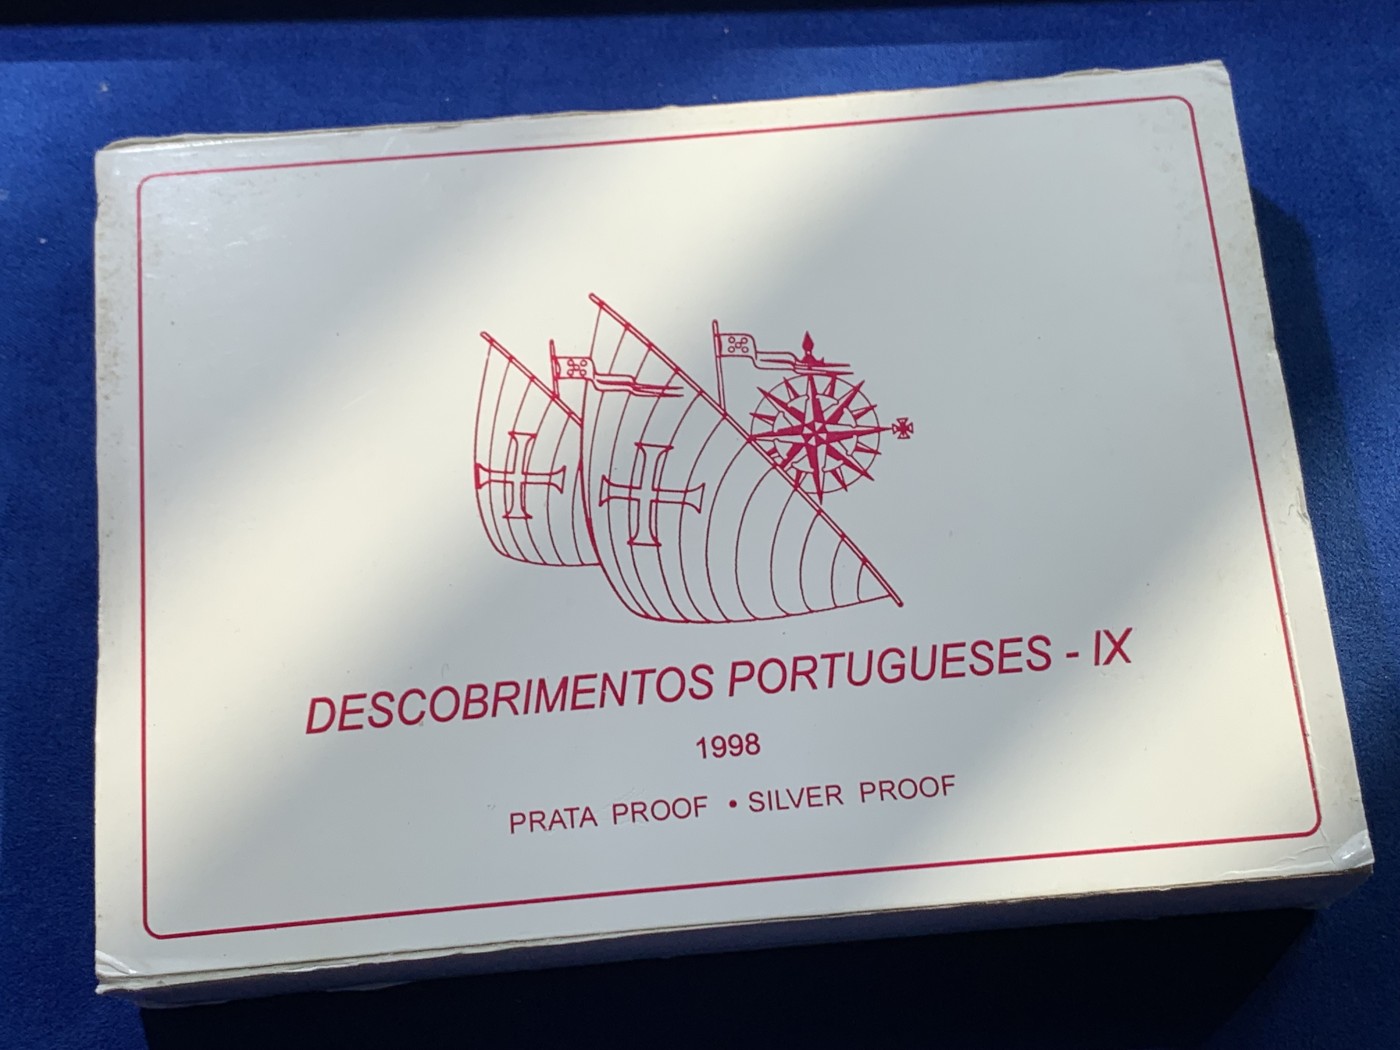 DESCOBRIMENTOS PORTUGUESES - IX
1998
PRATA PROOF • SILVER PROOF